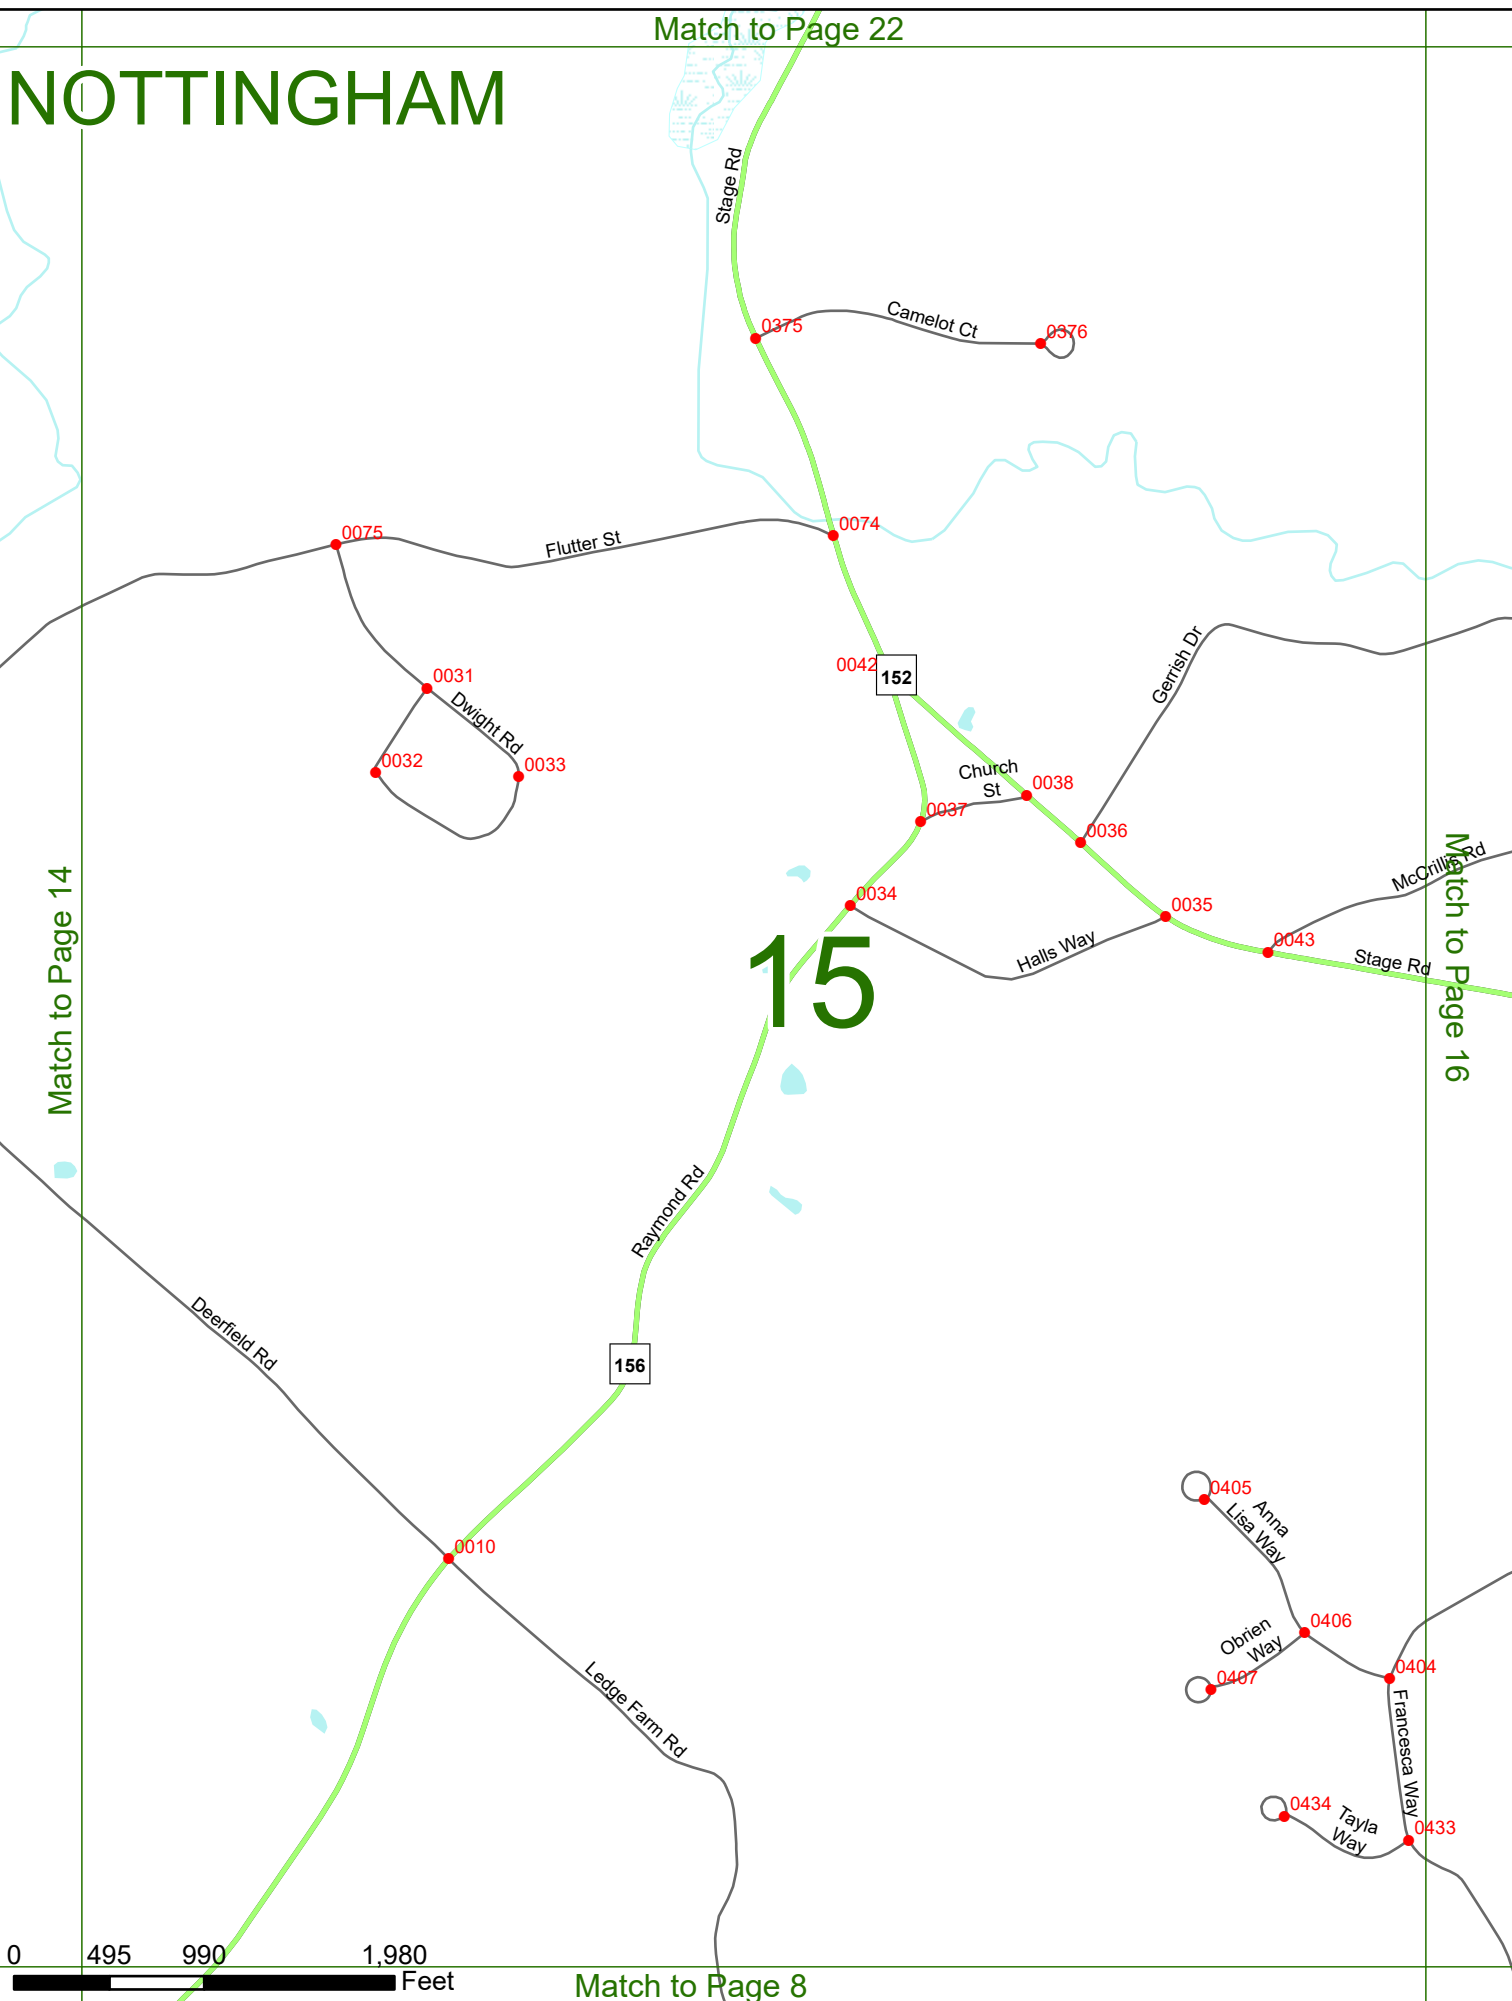 Match to Page 22
NOTTINGHAM
Stage Rd
0375
Camelot Ct
0376
0075
Flutter St
0074
0042
152
Gerrish Dr
0031
Dwight Rd
0032
0033
Church
St
0038
0037
0036
McCrillis Rd
Match to Page 14
0034
0035
Match to Page 16
15
Halls Way
0043
Stage Rd
Raymond Rd
Deerfield Rd
156
0405
Anna
Lisa Way
0010
0406
Obrien
Way
0407
0404
Ledge Farm Rd
Francesca Way
0434
Tayla
Way
0433
0 495 990 1,980
Feet
Match to Page 8